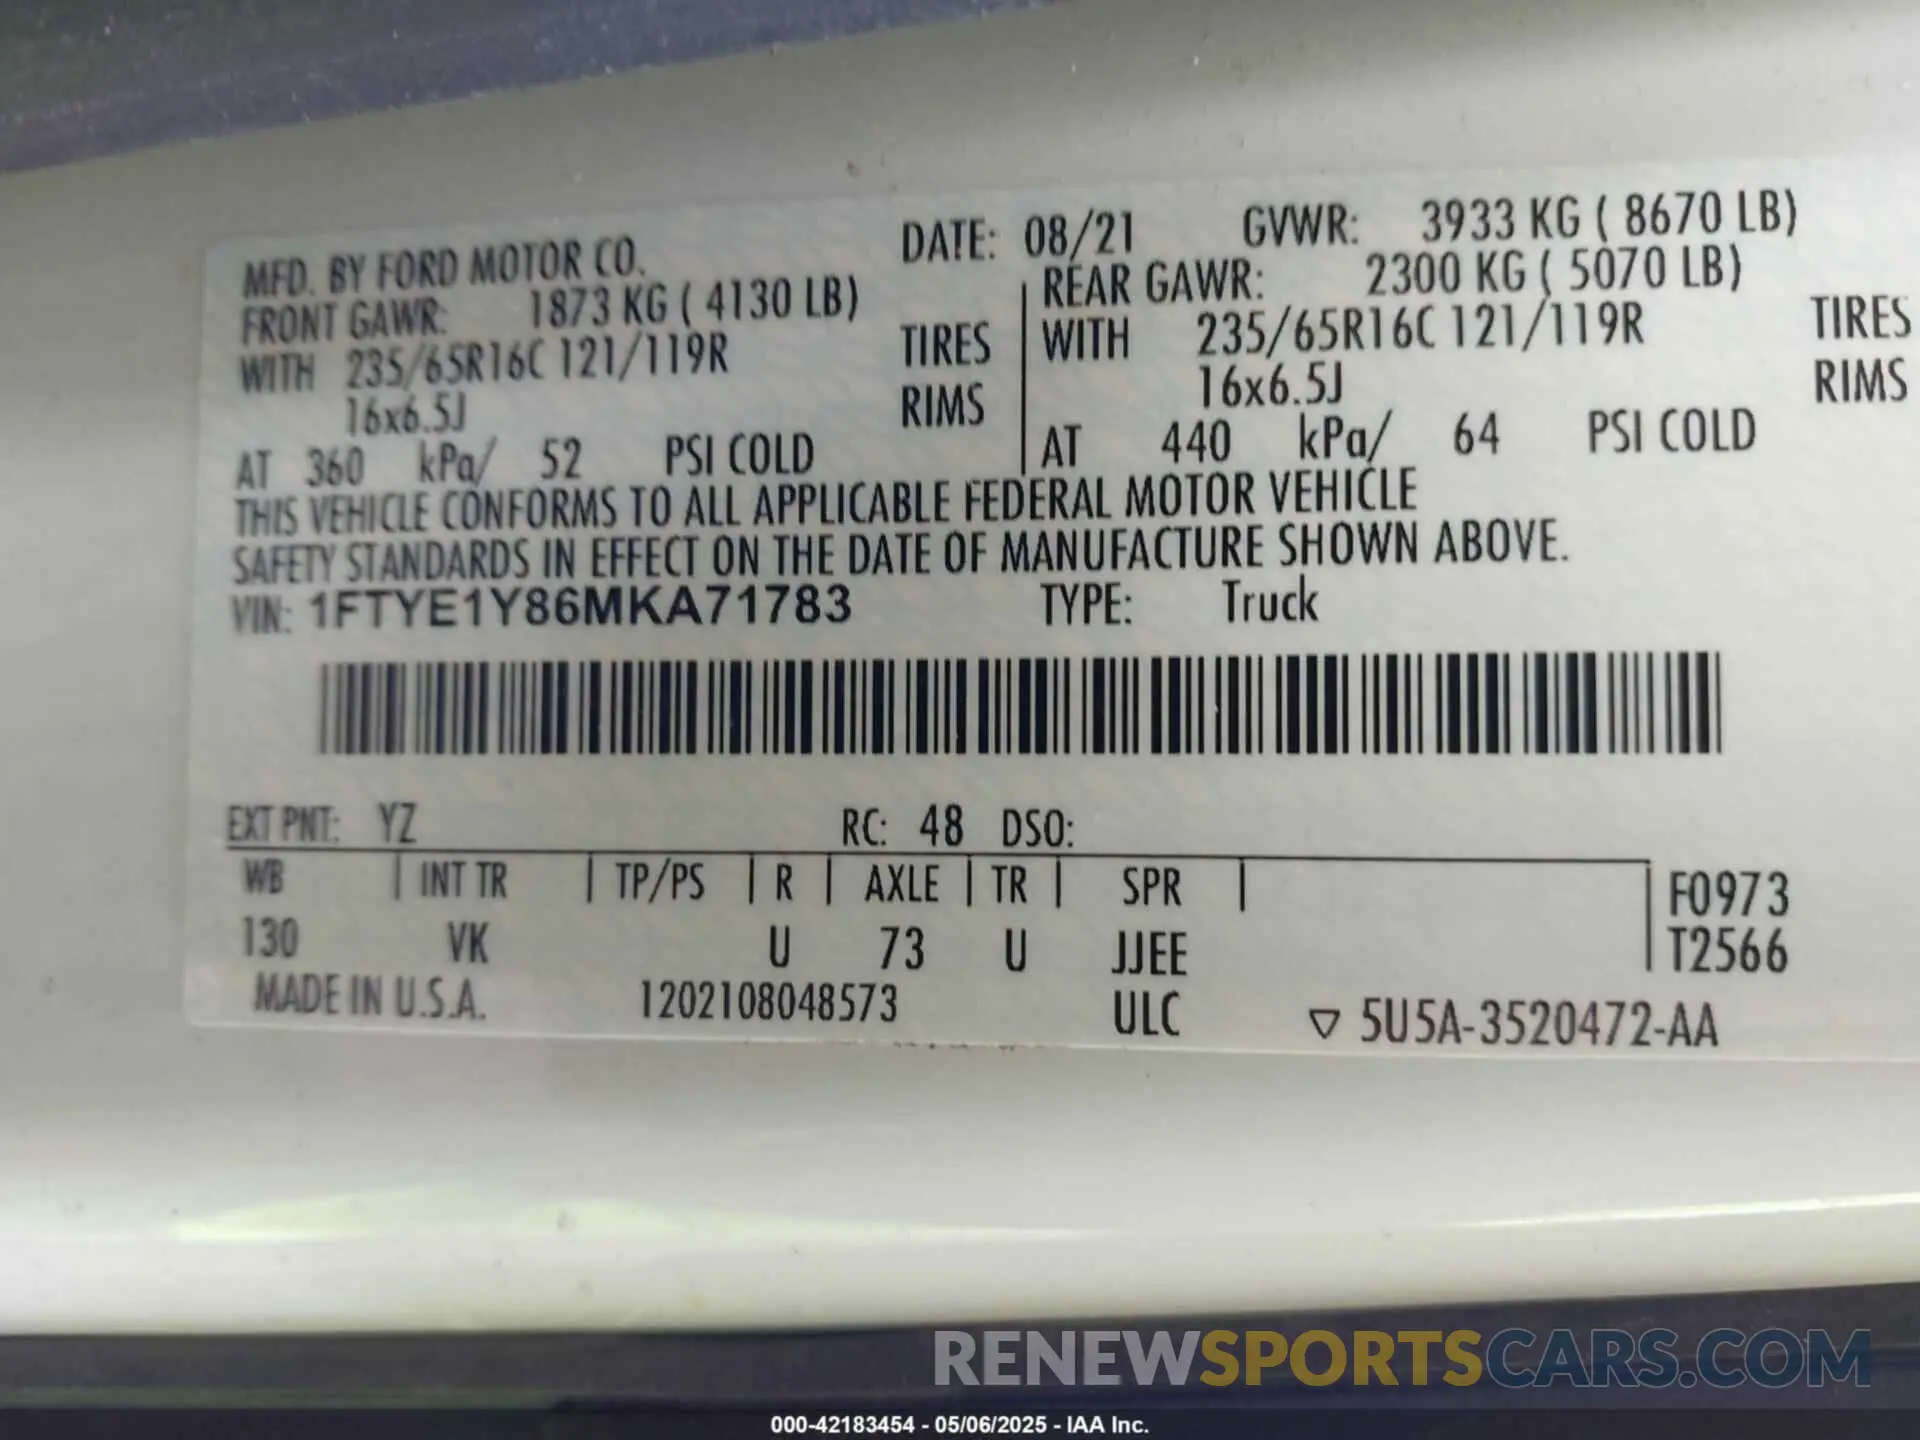 MFD. BY FORD MOTOR CO. DATE: 08/21 GVWR: 3933 KG ( 8670 LB)
FRONT GAWR: 1873 KG ( 4130 LB) REAR GAWR: 2300 KG ( 5070 LB)
WITH 235/65R16C 121/119R TIRES WITH 235/65R16C 121/119R TIRES
16x6.5J RIMS 16x6.5J RIMS
AT 360 kPa/ 52 PSI COLD AT 440 kPa/ 64 PSI COLD
THIS VEHICLE CONFORMS TO ALL APPLICABLE FEDERAL MOTOR VEHICLE
SAFETY STANDARDS IN EFFECT ON THE DATE OF MANUFACTURE SHOWN ABOVE.
VIN: 1FTYE1Y86MKA71783 TYPE: Truck
EXT PNT: YZ RC: 48 DSO:
WB | INT TR | TP/PS | R | AXLE | TR | SPR | F0973
130 VK U 73 U JJEE T2566
MADE IN U.S.A. 1202108048573 ULC ▽ 5U5A-3520472-AA
RENEWSPORTSCARS.COM
000-42183454 - 05/06/2025 - IAA Inc.